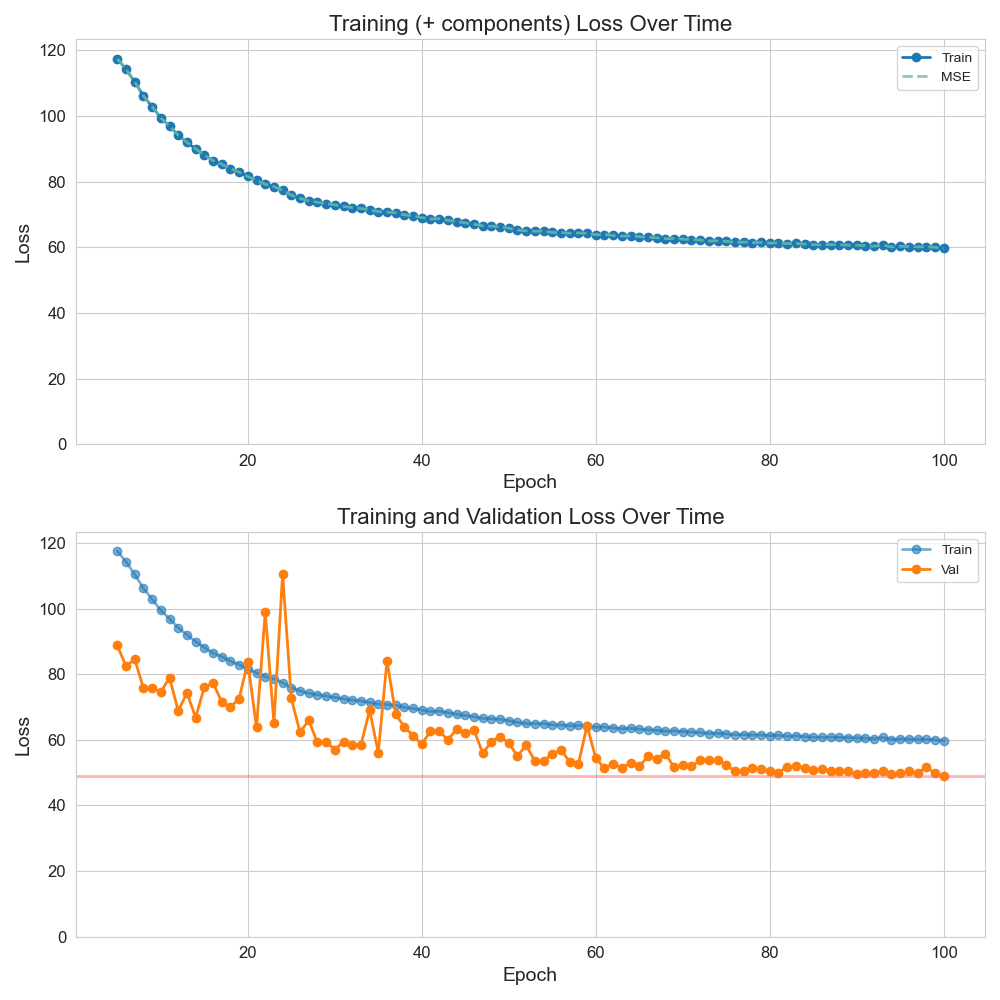 Training (+ components) Loss Over Time
120
100
80
60
40
20
0
Loss
Train
MSE
20 40 60 80 100
Epoch
Training and Validation Loss Over Time
120
100
80
60
40
20
0
Loss
Train
Val
20 40 60 80 100
Epoch